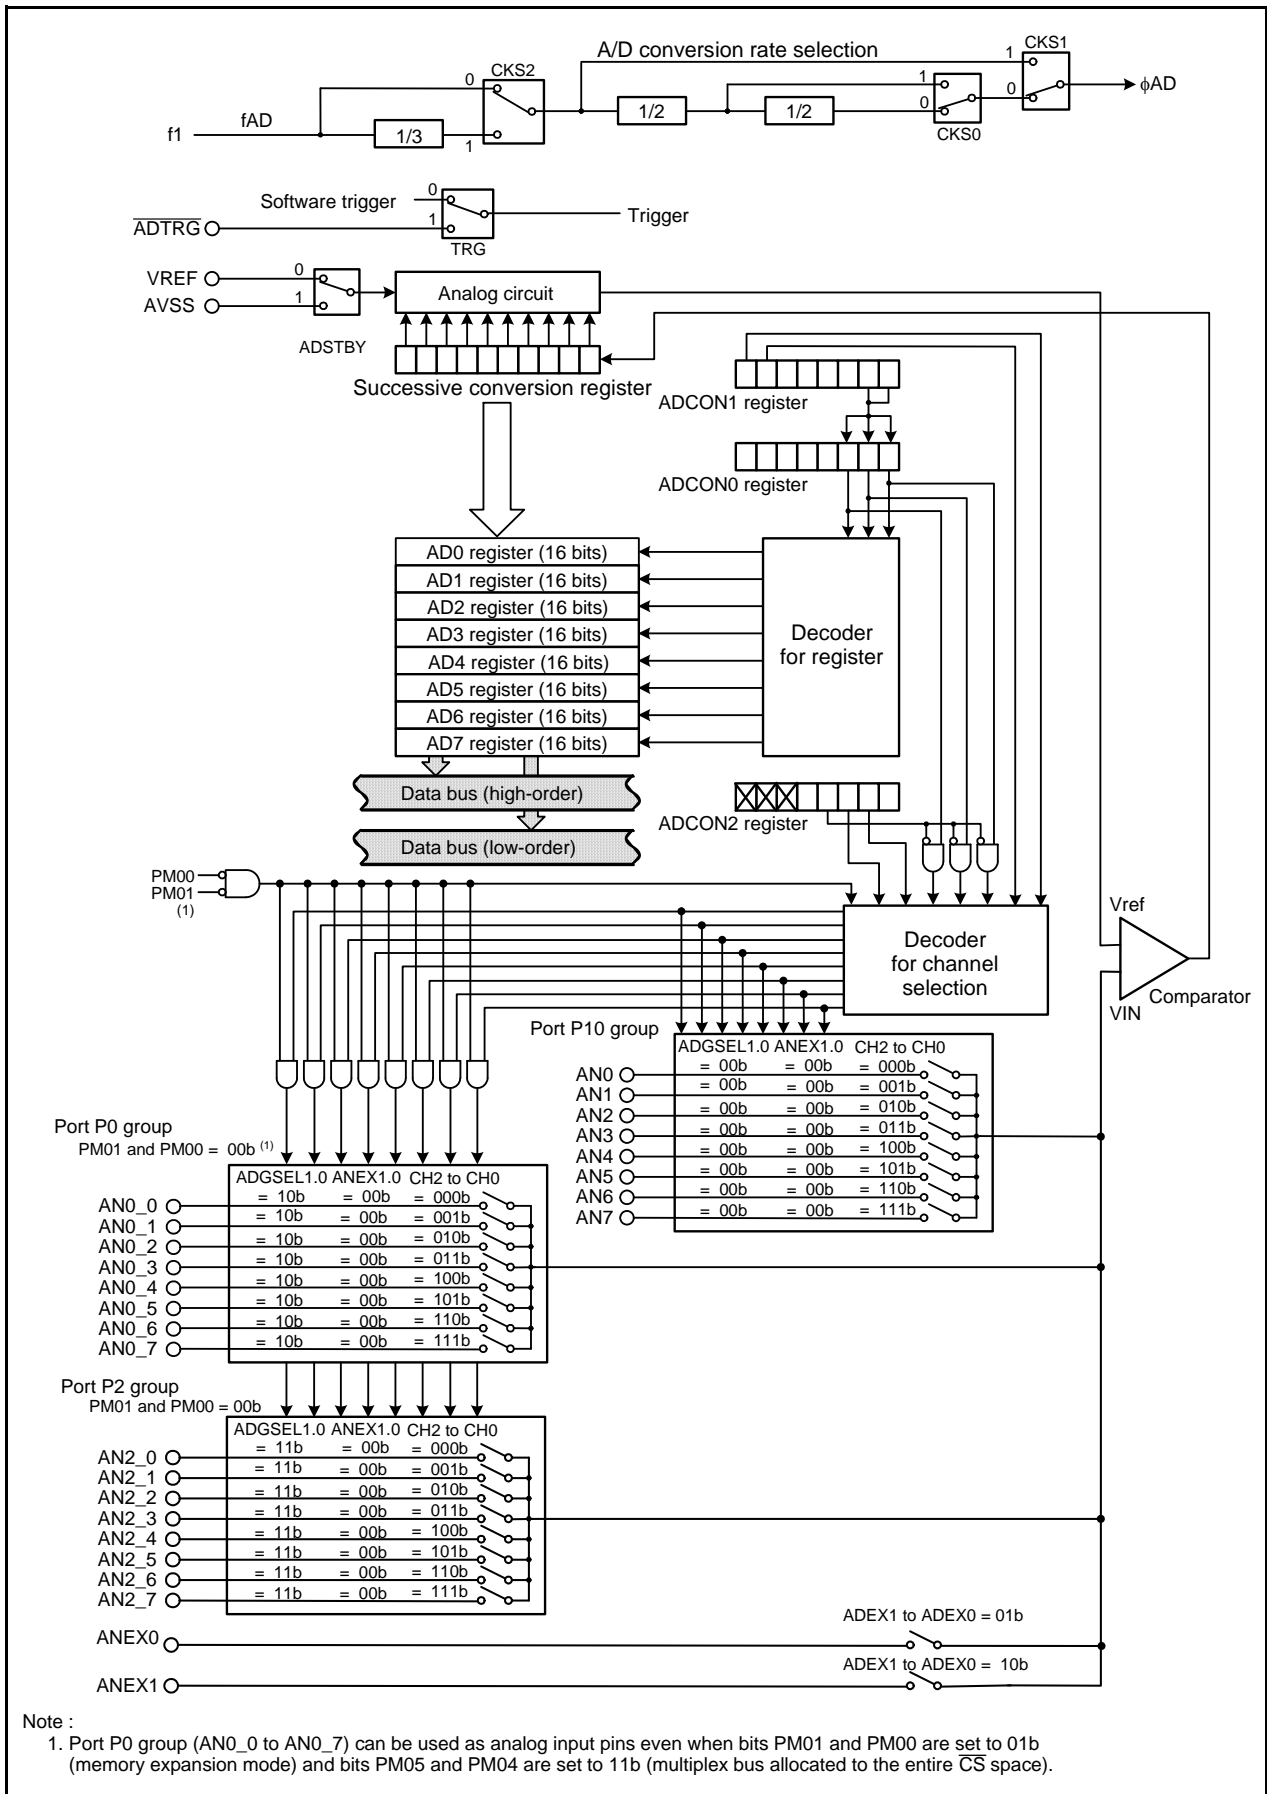 A/D conversion rate selection
CKS1
1
CKS2
0
1
0
1/2
1/2
0
φAD
f1
fAD
1/3
1
CKS0
Software trigger
0
ADTRG
1
Trigger
TRG
VREF
0
AVSS
1
Analog circuit
ADSTBY
Successive conversion register
ADCON1 register
ADCON0 register
AD0 register (16 bits)
AD1 register (16 bits)
AD2 register (16 bits)
AD3 register (16 bits)
AD4 register (16 bits)
AD5 register (16 bits)
AD6 register (16 bits)
AD7 register (16 bits)
Decoder
for register
Data bus (high-order)
Data bus (low-order)
ADCON2 register
PM00
PM01
(1)
Decoder
for channel
selection
Vref
VIN
Comparator
Port P10 group
ADGSEL1.0 ANEX1.0 CH2 to CH0
AN0 = 00b = 00b = 000b
AN1 = 00b = 00b = 001b
AN2 = 00b = 00b = 010b
AN3 = 00b = 00b = 011b
AN4 = 00b = 00b = 100b
AN5 = 00b = 00b = 101b
AN6 = 00b = 00b = 110b
AN7 = 00b = 00b = 111b
Port P0 group
PM01 and PM00 = 00b (1)
ADGSEL1.0 ANEX1.0 CH2 to CH0
AN0_0 = 10b = 00b = 000b
AN0_1 = 10b = 00b = 001b
AN0_2 = 10b = 00b = 010b
AN0_3 = 10b = 00b = 011b
AN0_4 = 10b = 00b = 100b
AN0_5 = 10b = 00b = 101b
AN0_6 = 10b = 00b = 110b
AN0_7 = 10b = 00b = 111b
Port P2 group
PM01 and PM00 = 00b
ADGSEL1.0 ANEX1.0 CH2 to CH0
AN2_0 = 11b = 00b = 000b
AN2_1 = 11b = 00b = 001b
AN2_2 = 11b = 00b = 010b
AN2_3 = 11b = 00b = 011b
AN2_4 = 11b = 00b = 100b
AN2_5 = 11b = 00b = 101b
AN2_6 = 11b = 00b = 110b
AN2_7 = 11b = 00b = 111b
ADEX1 to ADEX0 = 01b
ANEX0
ADEX1 to ADEX0 = 10b
ANEX1
Note :
1. Port P0 group (AN0_0 to AN0_7) can be used as analog input pins even when bits PM01 and PM00 are set to 01b
(memory expansion mode) and bits PM05 and PM04 are set to 11b (multiplex bus allocated to the entire CS space).